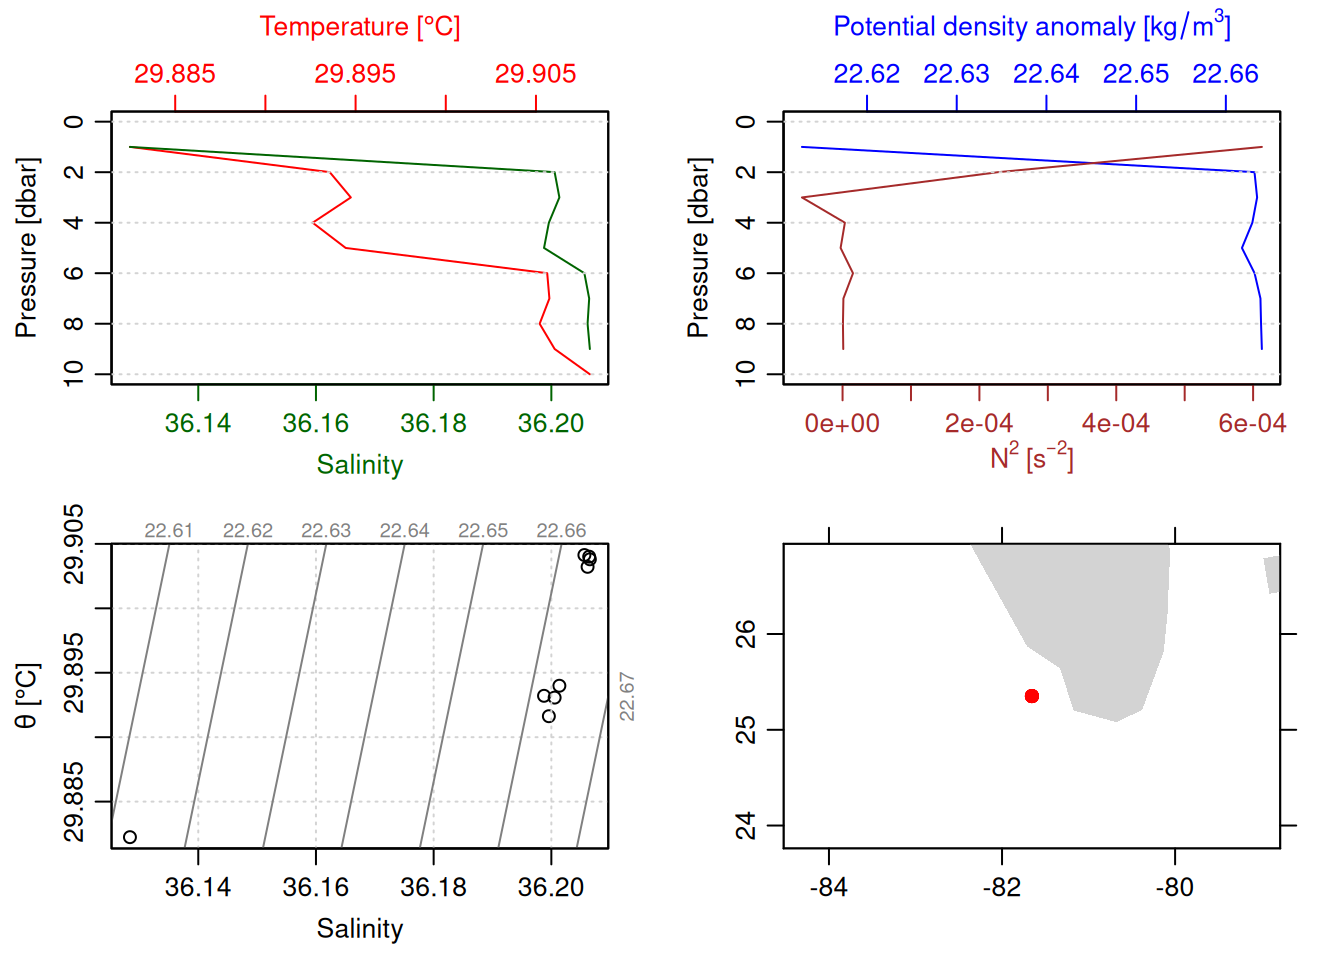 Temperature [°C]
29.885 29.895 29.905
Pressure [dbar]
0
2
4
6
8
10
36.14 36.16 36.18 36.20
Salinity
Potential density anomaly [kg/m³]
22.62 22.63 22.64 22.65 22.66
Pressure [dbar]
0
2
4
6
8
10
0e+00 2e-04 4e-04 6e-04
N² [s⁻²]
22.61 22.62 22.63 22.64 22.65 22.66
22.67
θ [°C]
29.905
29.895
29.885
36.14 36.16 36.18 36.20
Salinity
26
25
24
-84 -82 -80